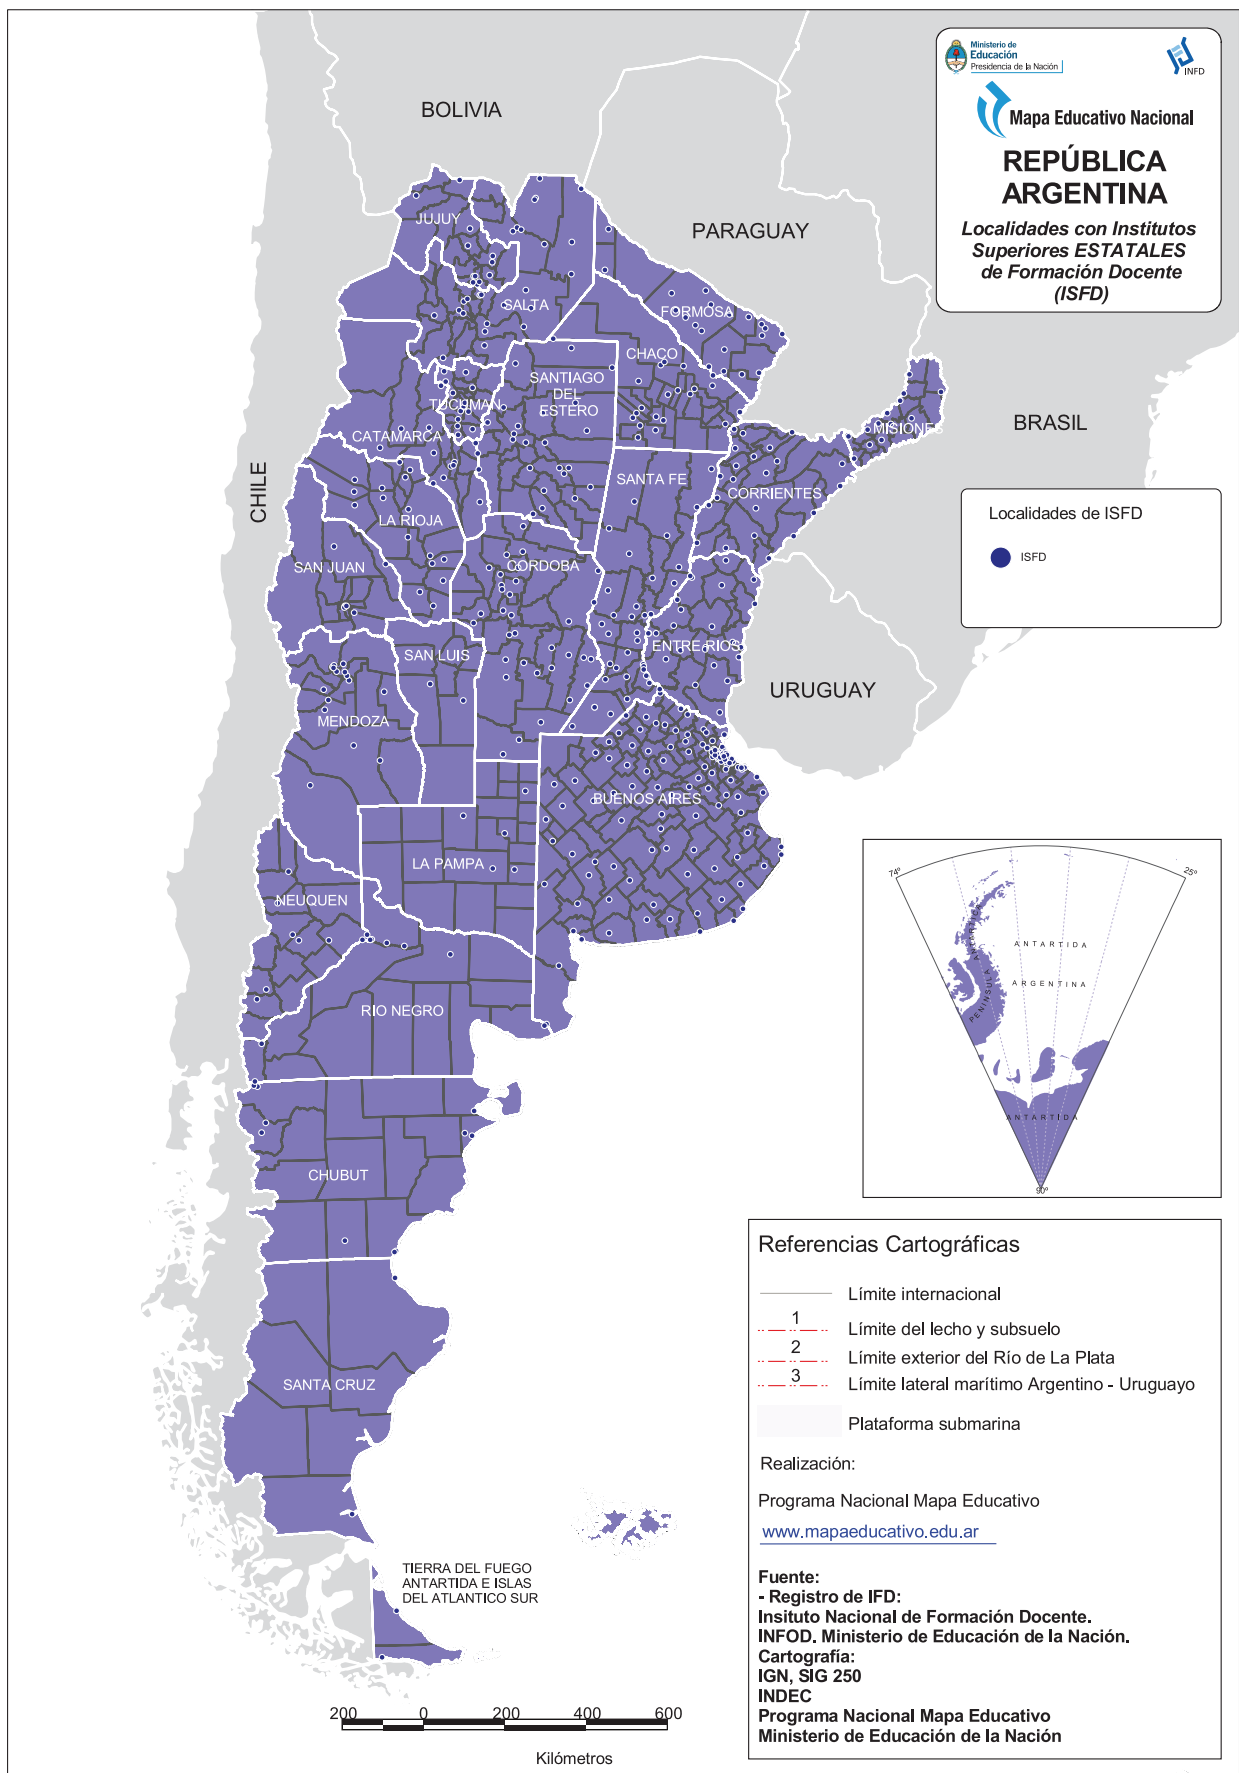 Ministerio de
Educación
Presidencia de la Nación
INFD
Mapa Educativo Nacional
REPÚBLICA
ARGENTINA
Localidades con Institutos
Superiores ESTATALES
de Formación Docente
(ISFD)
BOLIVIA
PARAGUAY
BRASIL
CHILE
URUGUAY
JUJUY
SALTA
FORMOSA
CHACO
SANTIAGO
DEL
ESTERO
TUCUMAN
CATAMARCA
MISIONES
SANTA FE
CORRIENTES
LA RIOJA
SAN JUAN
CORDOBA
SAN LUIS
ENTRE RIOS
MENDOZA
BUENOS AIRES
LA PAMPA
NEUQUEN
RIO NEGRO
CHUBUT
SANTA CRUZ
TIERRA DEL FUEGO
ANTARTIDA E ISLAS
DEL ATLANTICO SUR
Localidades de ISFD
ISFD
74º
25º
ANTARTIDA
ARGENTINA
PENINSULA ANTARTICA
ANTARTIDA
90º
Referencias Cartográficas
Límite internacional
1
Límite del lecho y subsuelo
2
Límite exterior del Río de La Plata
3
Límite lateral marítimo Argentino - Uruguayo
Plataforma submarina
Realización:
Programa Nacional Mapa Educativo
www.mapaeducativo.edu.ar
Fuente:
- Registro de IFD:
Insituto Nacional de Formación Docente.
INFOD. Ministerio de Educación de la Nación.
Cartografía:
IGN, SIG 250
INDEC
Programa Nacional Mapa Educativo
Ministerio de Educación de la Nación
200 0 200 400 600
Kilómetros